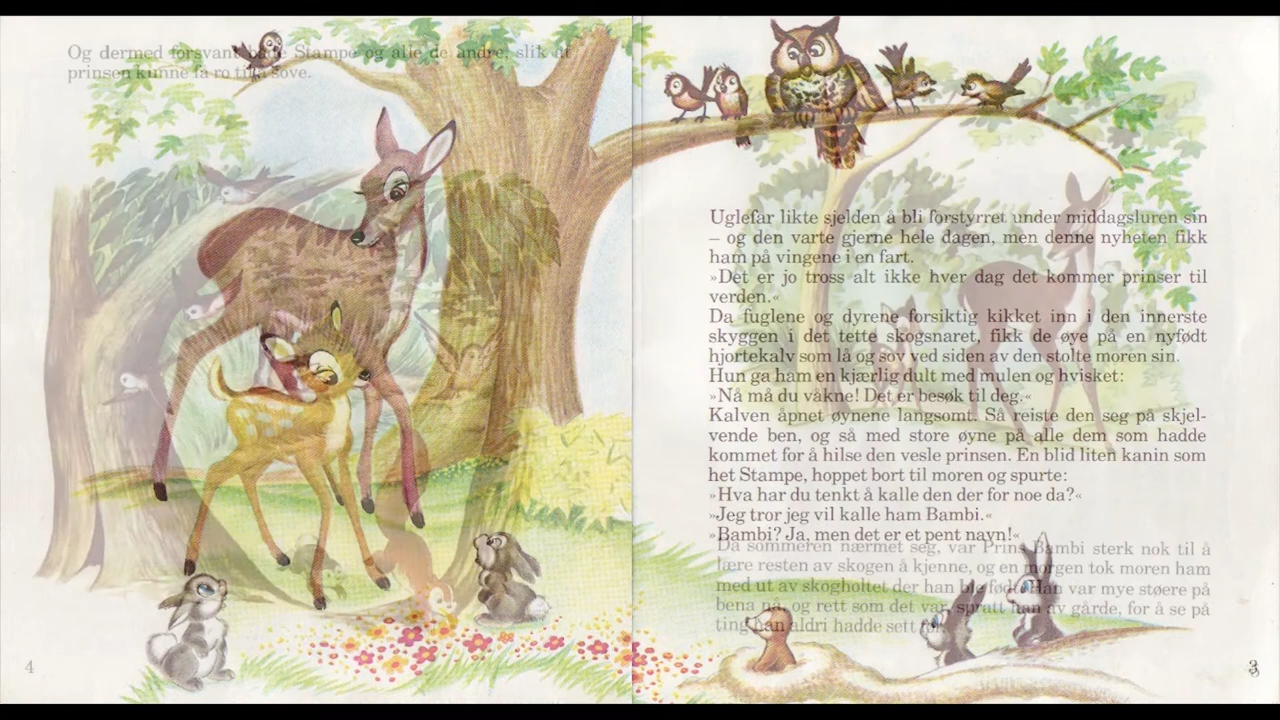 Og dermed forsvant både Stampe og alle de andre, slik at
prinsen kunne få ro til å sove.
Uglefar likte sjelden å bli forstyrret under middagsluren sin
– og den varte gjerne hele dagen, men denne nyheten fikk
ham på vingene i en fart.
»Det er jo tross alt ikke hver dag det kommer prinser til
verden.«
Da fuglene og dyrene forsiktig kikket inn i den innerste
skyggen i det tette skogsnaret, fikk de øye på en nyfødt
hjortekalv som lå og sov ved siden av den stolte moren sin.
Hun ga ham en kjærlig dult med mulen og hvisket:
»Nå må du våkne! Det er besøk til deg.«
Kalven åpnet øynene langsomt. Så reiste den seg på skjel-
vende ben, og så med store øyne på alle dem som hadde
kommet for å hilse den vesle prinsen. En blid liten kanin som
het Stampe, hoppet bort til moren og spurte:
»Hva har du tenkt å kalle den der for noe da?«
»Jeg tror jeg vil kalle ham Bambi.«
»Bambi? Ja, men det er et pent navn!«
Da sommeren nærmet seg, var Prins Bambi sterk nok til å
lære resten av skogen å kjenne, og en morgen tok moren ham
med ut av skogholtet der han ble født. Han var mye støere på
bena nå, og rett som det var, spratt han av gårde, for å se på
ting han aldri hadde sett før.
4
3